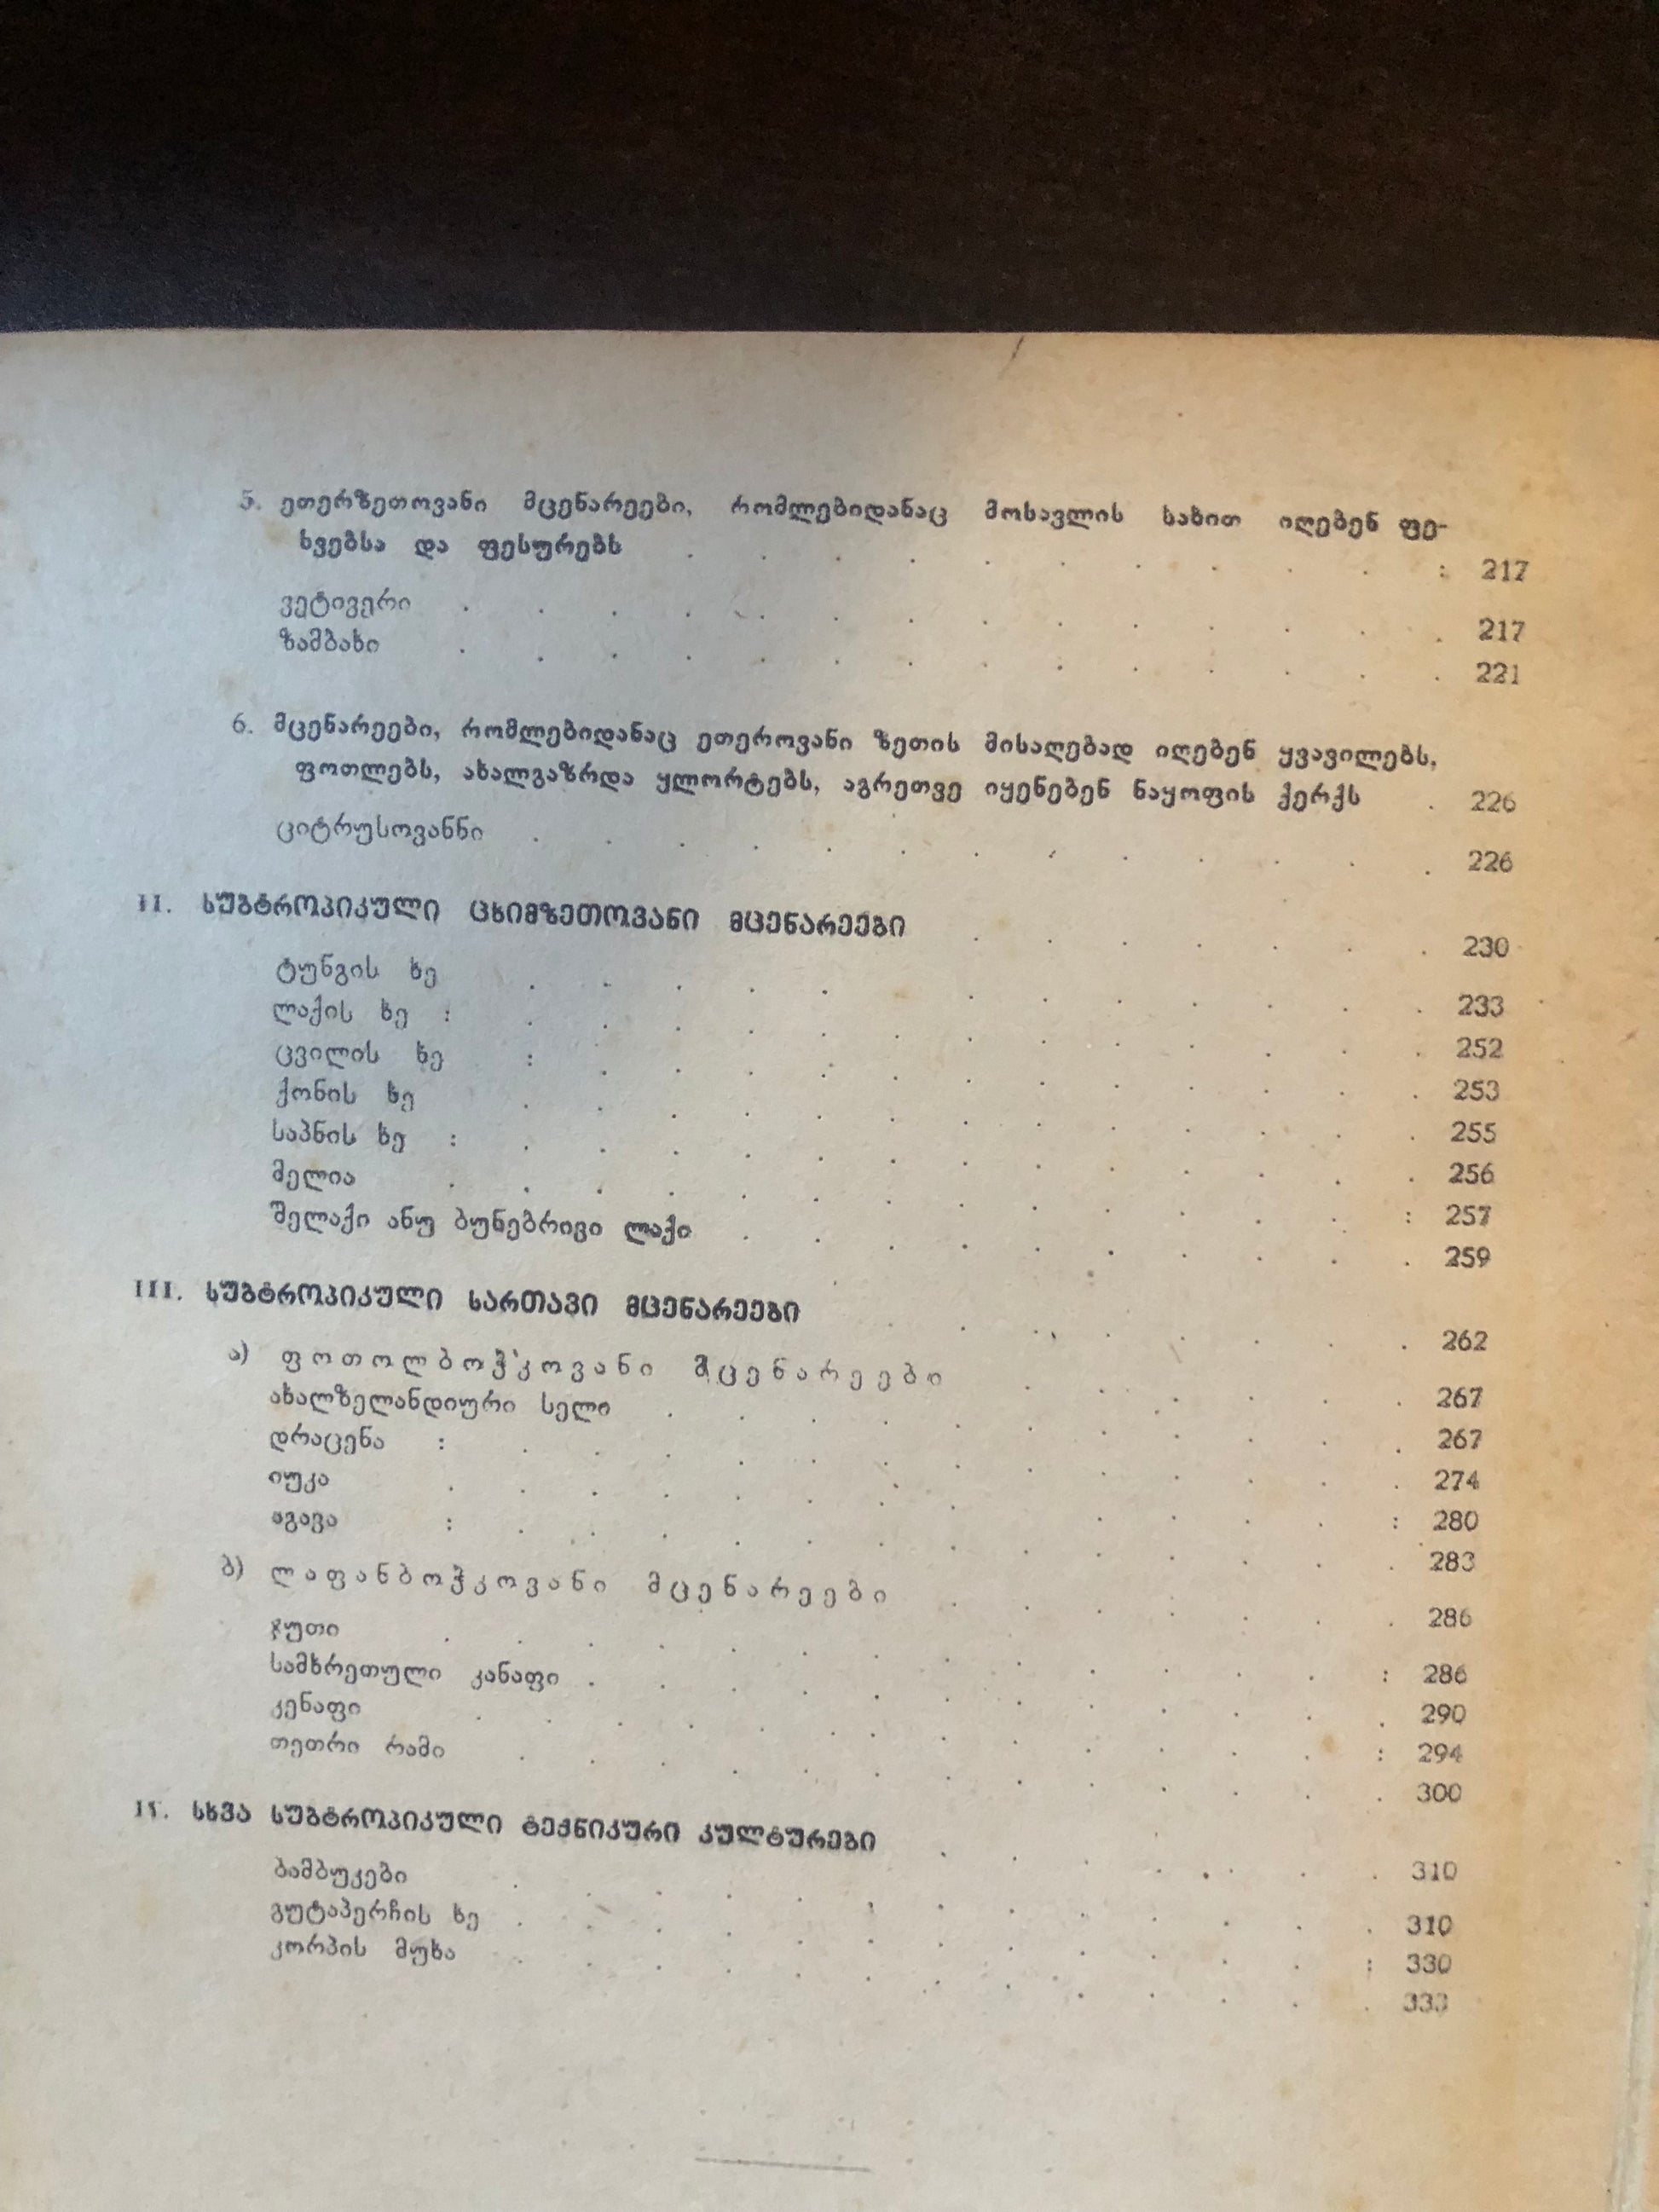 5. ეთერზეთოვანი მცენარეები, რომლებიდანაც მოსავლის სახით იღებენ ფე-
სვებსა და ფესურებს . . . . . . . . . . : 217
ვეტივერი . . . . . . . . . . . . . . 217
ზამბახი . . . . . . . . . . . . . . 221
6. მცენარეები, რომლებიდანაც ეთეროვანი ზეთის მისაღებად იღებენ ყვავილებს,
ფოთლებს, ახალგაზრდა ყლორტებს, აგრეთვე იყენებენ ნაყოფის ქერქს . 226
ციტრუსოვანნი . . . . . . . . . . . . . 226
II. სუბტროპიკული ცხიმზეთოვანი მცენარეები . . . . . . . 230
ტუნგის ხე . . . . . . . . . . . . 233
ლაქის ხე : . . . . . . . . . . . . . 252
ცვილის ხე : . . . . . . . . . . . . 253
ქონის ხე . . . . . . . . . . . . . 255
საპნის ხე : . . . . . . . . . . . . . 256
მელია . . . . . . . . . . . . . : 257
შელაქი ანუ ბუნებრივი ლაქი . . . . . . . . . . 259
III. სუბტროპიკული სართავი მცენარეები . . . . . . . . 262
ა) ფოთოლბოჭკოვანი მცენარეები . . . . . . 267
ახალზელანდიური სელი . . . . . . . . . . . 267
დრაცენა : . . . . . . . . . . . . . 274
იუკა . . . . . . . . . . . . . : 280
აგავა : . . . . . . . . . . . . . 283
ბ) ლაფანბოჭკოვანი მცენარეები . . . . . . . 286
ჯუთი . . . . . . . . . . . . . : 286
სამხრეთული კანაფი . . . . . . . . . . . . 290
კენაფი . . . . . . . . . . . . . : 294
თეთრი რამი . . . . . . . . . . . . . 300
IV. სხვა სუბტროპიკული ტექნიკური კულტურები . . . . . . . 310
ბამბუკები . . . . . . . . . . . . . 310
გუტაპერჩის ხე . . . . . . . . . . . . : 330
კორპის მუხა . . . . . . . . . . . . . 333